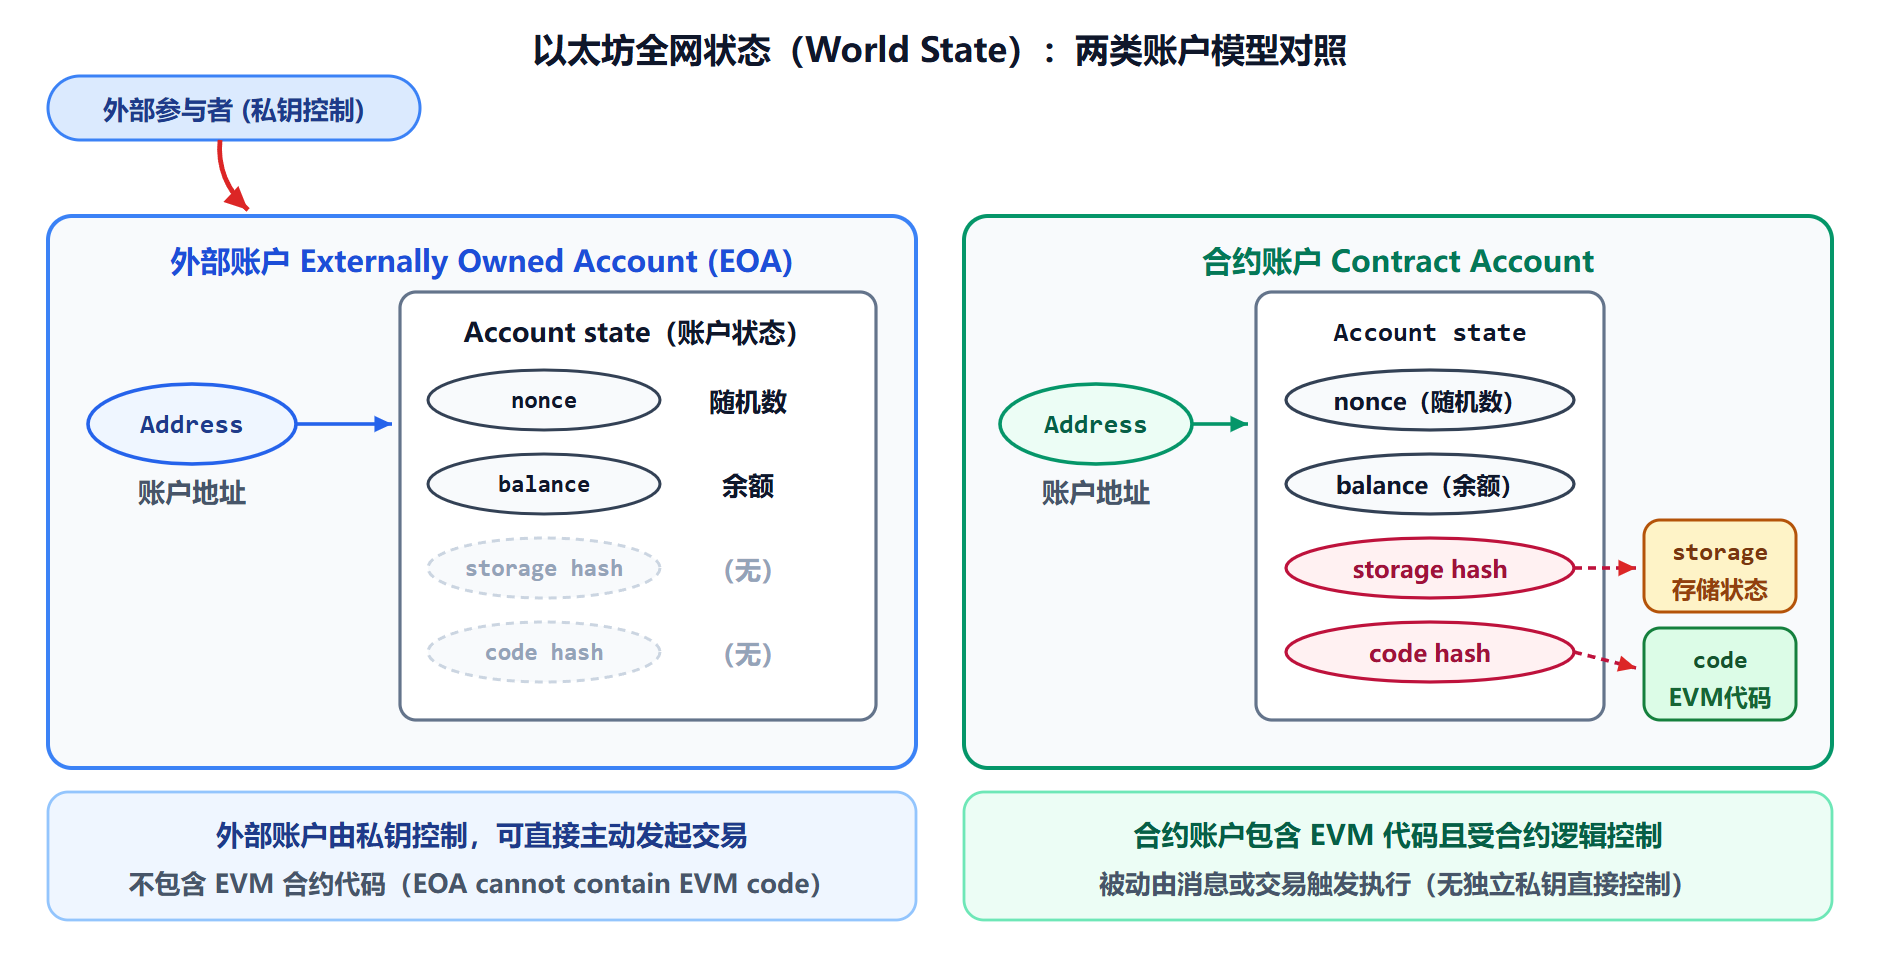 以太坊全网状态（World State）：两类账户模型对照
外部参与者 (私钥控制)
外部账户 Externally Owned Account (EOA)
Account state（账户状态）
Address
账户地址
nonce 随机数
balance 余额
storage hash （无）
code hash （无）
合约账户 Contract Account
Account state
Address
账户地址
nonce（随机数）
balance（余额）
storage hash
code hash
storage
存储状态
code
EVM代码
外部账户由私钥控制，可直接主动发起交易
不包含 EVM 合约代码（EOA cannot contain EVM code）
合约账户包含 EVM 代码且受合约逻辑控制
被动由消息或交易触发执行（无独立私钥直接控制）